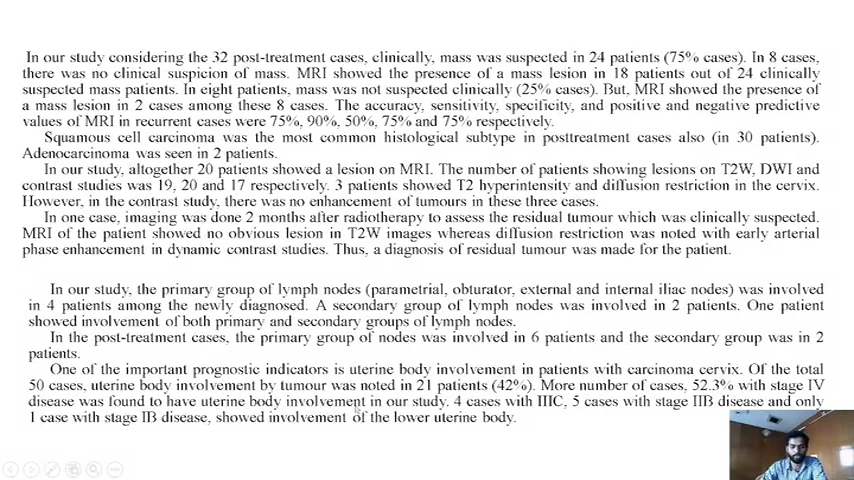 In our study considering the 32 post-treatment cases, clinically, mass was suspected in 24 patients (75% cases). In 8 cases,
there was no clinical suspicion of mass. MRI showed the presence of a mass lesion in 18 patients out of 24 clinically
suspected mass patients. In eight patients, mass was not suspected clinically (25% cases). But, MRI showed the presence of
a mass lesion in 2 cases among these 8 cases. The accuracy, sensitivity, specificity, and positive and negative predictive
values of MRI in recurrent cases were 75%, 90%, 50%, 75% and 75% respectively.
Squamous cell carcinoma was the most common histological subtype in posttreatment cases also (in 30 patients).
Adenocarcinoma was seen in 2 patients.
In our study, altogether 20 patients showed a lesion on MRI. The number of patients showing lesions on T2W, DWI and
contrast studies was 19, 20 and 17 respectively. 3 patients showed T2 hyperintensity and diffusion restriction in the cervix.
However, in the contrast study, there was no enhancement of tumours in these three cases.
In one case, imaging was done 2 months after radiotherapy to assess the residual tumour which was clinically suspected.
MRI of the patient showed no obvious lesion in T2W images whereas diffusion restriction was noted with early arterial
phase enhancement in dynamic contrast studies. Thus, a diagnosis of residual tumour was made for the patient.
In our study, the primary group of lymph nodes (parametrial, obturator, external and internal iliac nodes) was involved
in 4 patients among the newly diagnosed. A secondary group of lymph nodes was involved in 2 patients. One patient
showed involvement of both primary and secondary groups of lymph nodes.
In the post-treatment cases, the primary group of nodes was involved in 6 patients and the secondary group was in 2
patients.
One of the important prognostic indicators is uterine body involvement in patients with carcinoma cervix. Of the total
50 cases, uterine body involvement by tumour was noted in 21 patients (42%). More number of cases, 52.3% with stage IV
disease was found to have uterine body involvement in our study. 4 cases with IIIC, 5 cases with stage IIB disease and only
1 case with stage IB disease, showed involvement of the lower uterine body.